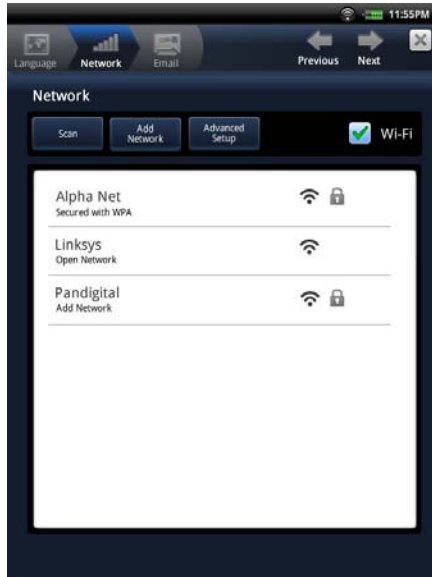 11:55PM
Language Network Email Previous Next
Network
Scan
Add
Network
Advanced
Setup
Wi-Fi
Alpha Net
Secured with WPA
Linksys
Open Network
Pandigital
Add Network